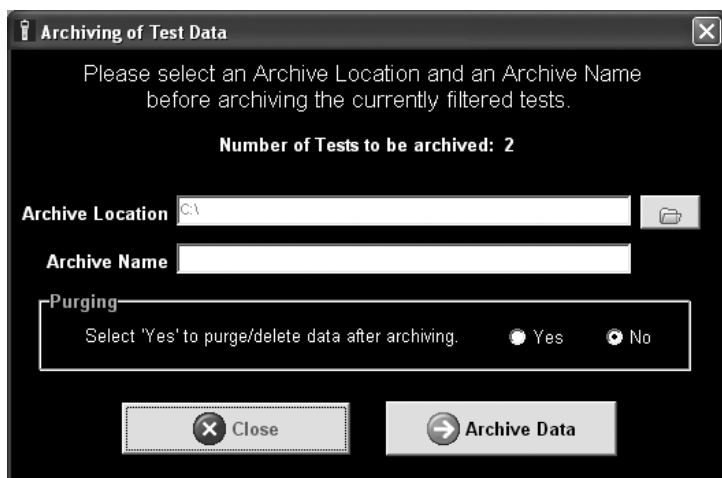 Archiving of Test Data
Please select an Archive Location and an Archive Name
before archiving the currently filtered tests.
Number of Tests to be archived: 2
Archive Location C:\
Archive Name
Purging
Select 'Yes' to purge/delete data after archiving. Yes No
Close Archive Data